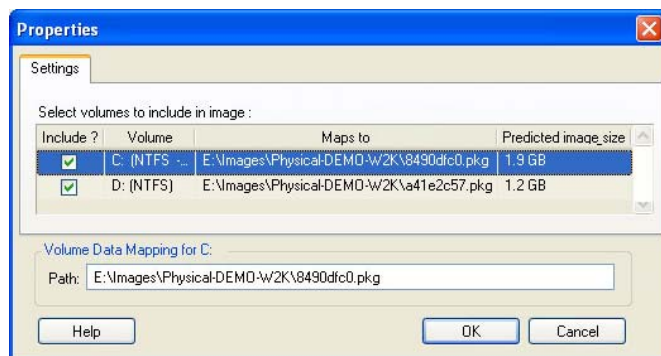 Properties
Settings
Select volumes to include in image :
Include ? Volume Maps to Predicted image_size
C: (NTFS -... E:\Images\Physical-DEMO-W2K\8490dfc0.pkg 1.9 GB
D: (NTFS) E:\Images\Physical-DEMO-W2K\a41e2c57.pkg 1.2 GB
Volume Data Mapping for C:
Path: E:\Images\Physical-DEMO-W2K\8490dfc0.pkg
Help OK Cancel